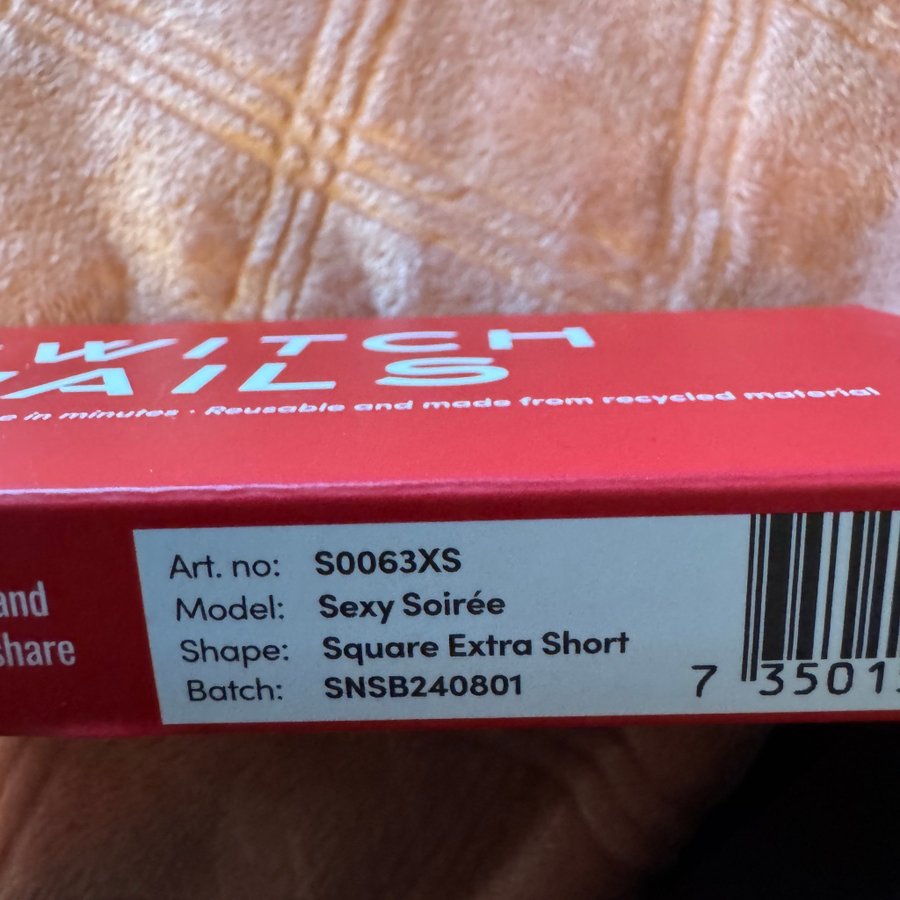 WITCH
AILS
e in minutes · Reusable and made from recycled material
and
share
Art. no: S0063XS
Model: Sexy Soirée
Shape: Square Extra Short
Batch: SNSB240801
7 3501